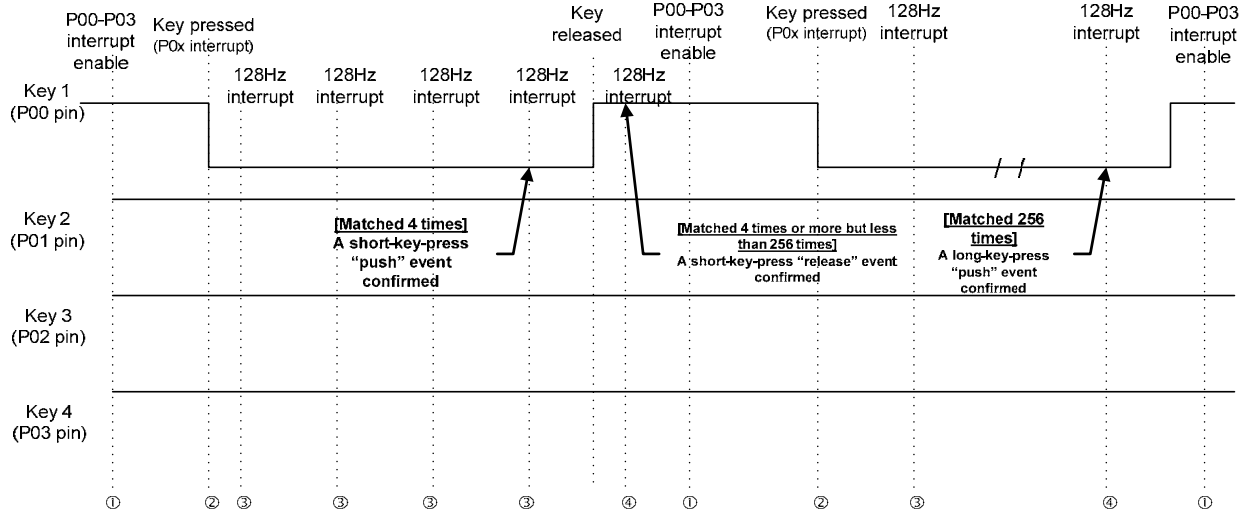 P00-P03
interrupt
enable
Key pressed
(P0x interrupt)
Key
released
P00-P03
interrupt
enable
Key pressed
(P0x interrupt)
128Hz
interrupt
128Hz
interrupt
P00-P03
interrupt
enable
128Hz
interrupt
128Hz
interrupt
128Hz
interrupt
128Hz
interrupt
128Hz
interrupt
Key 1
(P00 pin)
Key 2
(P01 pin)
[Matched 4 times]
A short-key-press
“push” event
confirmed
[Matched 4 times or more but less
than 256 times]
A short-key-press “release” event
confirmed
[Matched 256
times]
A long-key-press
“push” event
confirmed
Key 3
(P02 pin)
Key 4
(P03 pin)
① ② ③ ③ ③ ③ ④ ① ② ③ ④ ①